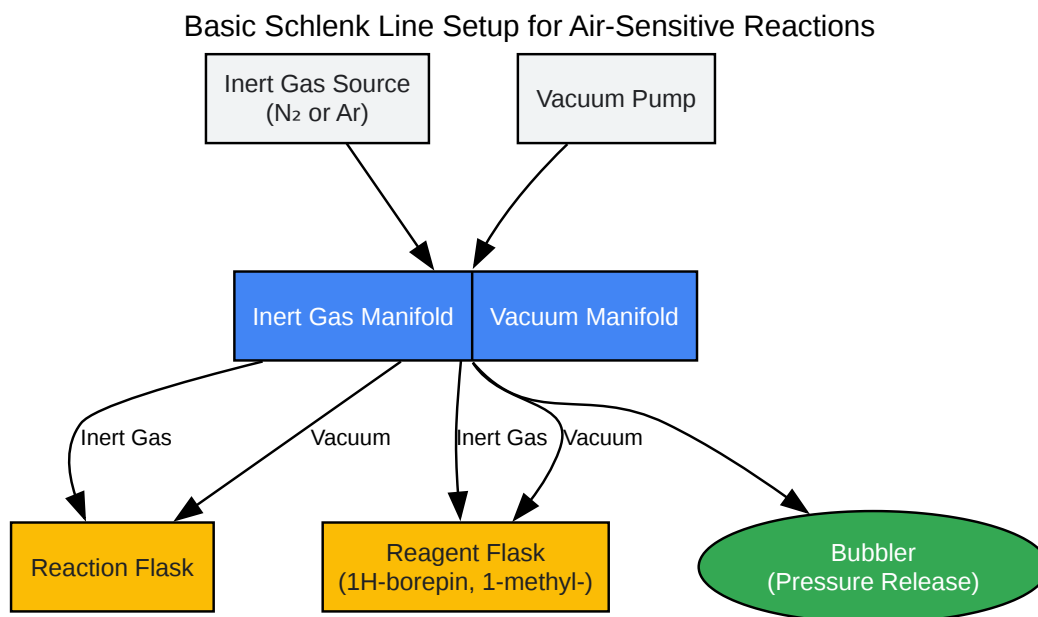 Basic Schlenk Line Setup for Air-Sensitive Reactions
Inert Gas Source
(N₂ or Ar)
Vacuum Pump
Inert Gas Manifold
Vacuum Manifold
Inert Gas
Vacuum
Inert Gas
Vacuum
Reaction Flask
Reagent Flask
(1H-borepin, 1-methyl-)
Bubbler
(Pressure Release)